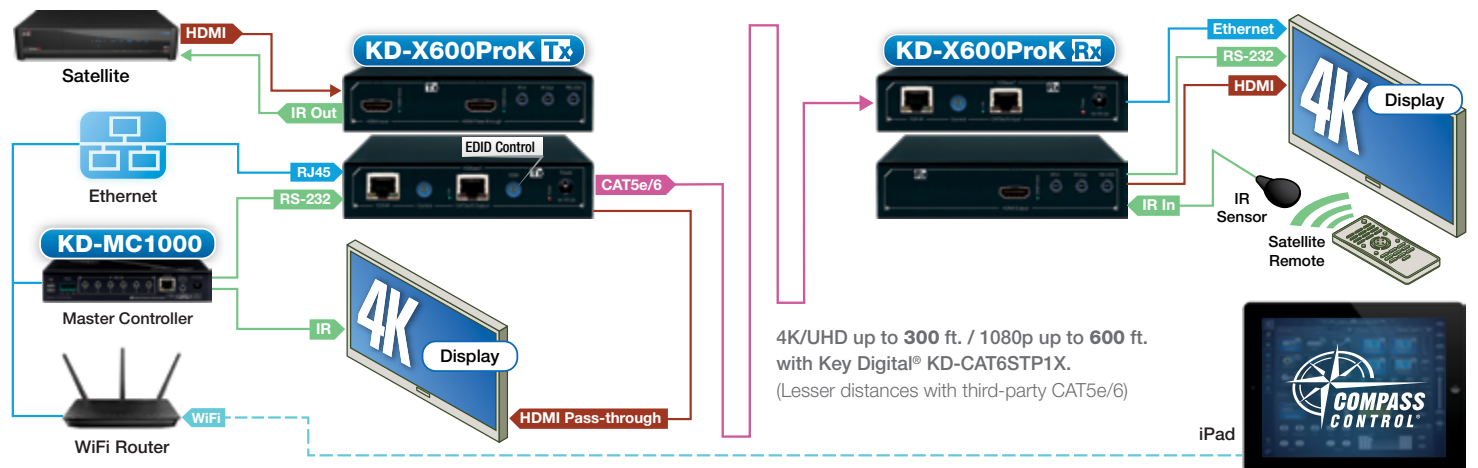 HDMI
Satellite
IR Out
KD-X600ProK Tx
Tx
EDID Control
Ethernet
RJ45
RS-232
CAT5e/6
KD-MC1000
Master Controller
IR
4K
Display
HDMI Pass-through
WiFi
WiFi Router
KD-X600ProK Rx
Rx
Ethernet
RS-232
HDMI
4K
Display
IR In
IR
Sensor
Satellite
Remote
4K/UHD up to 300 ft. / 1080p up to 600 ft.
with Key Digital® KD-CAT6STP1X.
(Lesser distances with third-party CAT5e/6)
iPad
COMPASS
CONTROL®